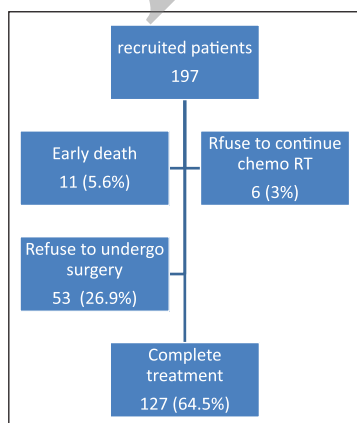 recruited patients
197
Early death
11 (5.6%)
Rfuse to continue
chemo RT
6 (3%)
Refuse to undergo
surgery
53 (26.9%)
Complete
treatment
127 (64.5%)